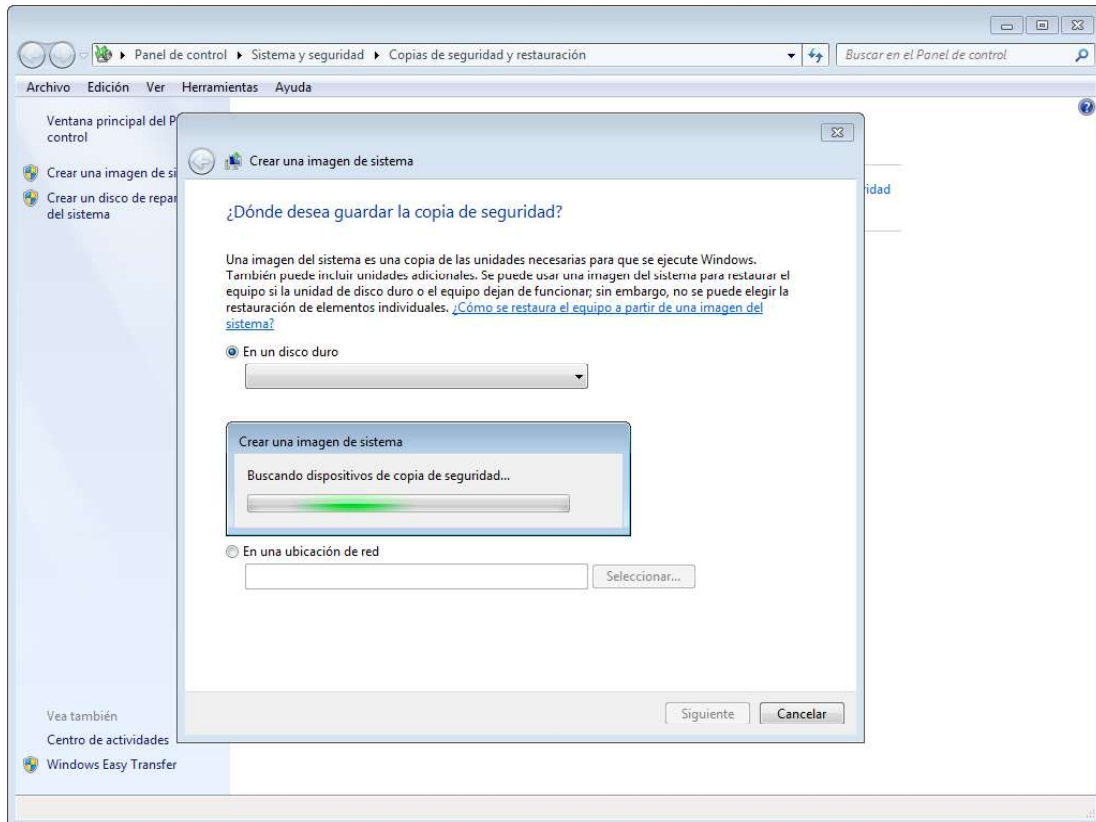 Panel de control Sistema y seguridad Copias de seguridad y restauración
Buscar en el Panel de control
Archivo Edición Ver Herramientas Ayuda
Ventana principal del P
control
Crear una imagen de si
Crear un disco de repar
del sistema
idad
Crear una imagen de sistema
¿Dónde desea guardar la copia de seguridad?
Una imagen del sistema es una copia de las unidades necesarias para que se ejecute Windows.
También puede incluir unidades adicionales. Se puede usar una imagen del sistema para restaurar el
equipo si la unidad de disco duro o el equipo dejan de funcionar; sin embargo, no se puede elegir la
restauración de elementos individuales. ¿Cómo se restaura el equipo a partir de una imagen del
sistema?
En un disco duro
Crear una imagen de sistema
Buscando dispositivos de copia de seguridad...
En una ubicación de red
Seleccionar...
Siguiente Cancelar
Vea también
Centro de actividades
Windows Easy Transfer